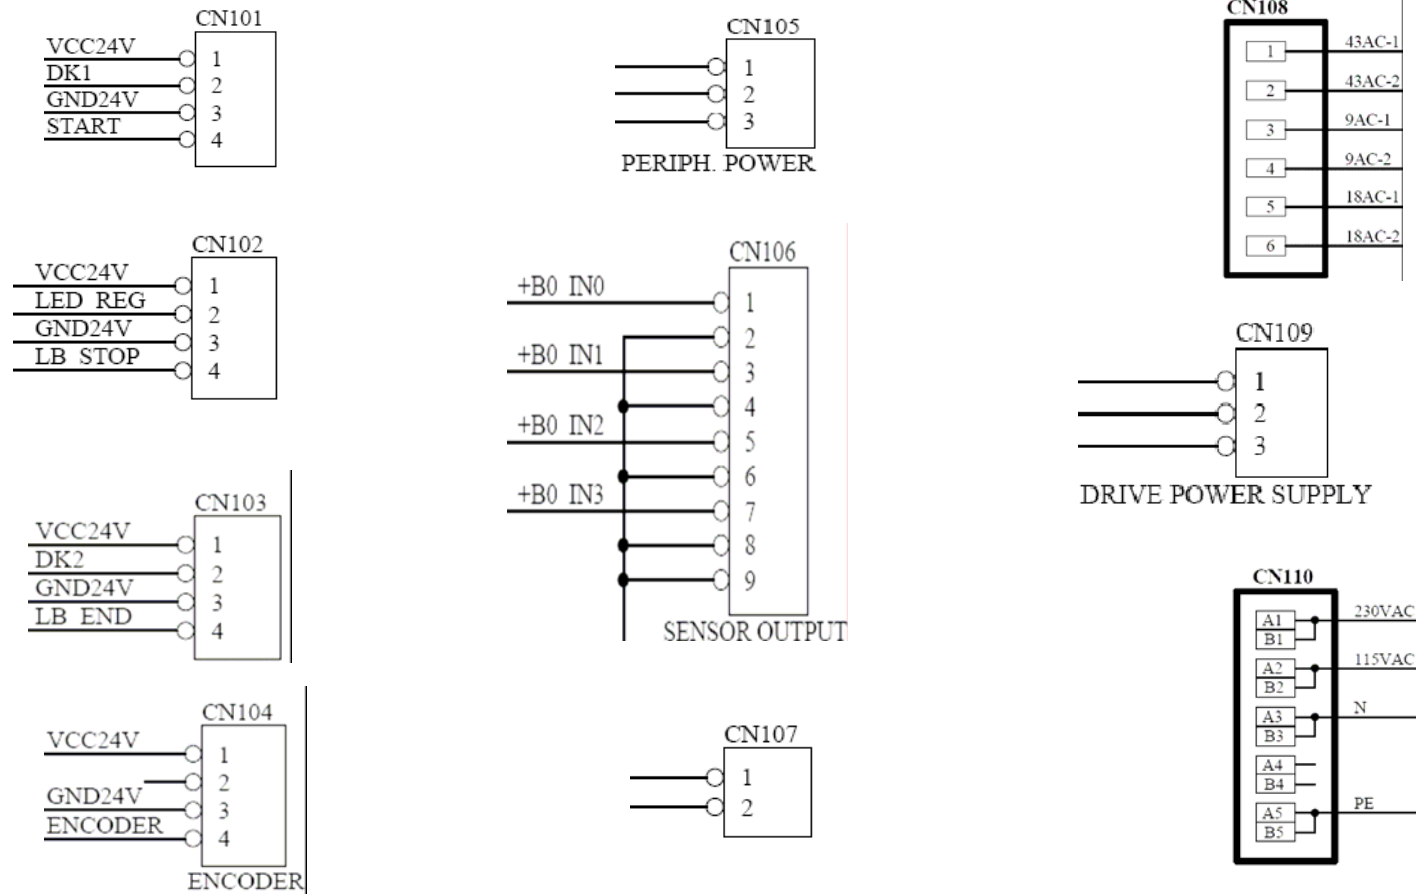 CN101
VCC24V 1
DK1 2
GND24V 3
START 4
CN102
VCC24V 1
LED REG 2
GND24V 3
LB STOP 4
CN103
VCC24V 1
DK2 2
GND24V 3
LB END 4
CN104
VCC24V 1
2
GND24V 3
ENCODER 4
ENCODER
CN105
1
2
3
PERIPH. POWER
CN106
+B0 IN0 1
2
+B0 IN1 3
4
+B0 IN2 5
6
+B0 IN3 7
8
9
SENSOR OUTPUT
CN107
1
2
CN108
1 43AC-1
2 43AC-2
3 9AC-1
4 9AC-2
5 18AC-1
6 18AC-2
CN109
1
2
3
DRIVE POWER SUPPLY
CN110
A1 230VAC
B1
A2 115VAC
B2
A3 N
B3
A4
B4
A5 PE
B5